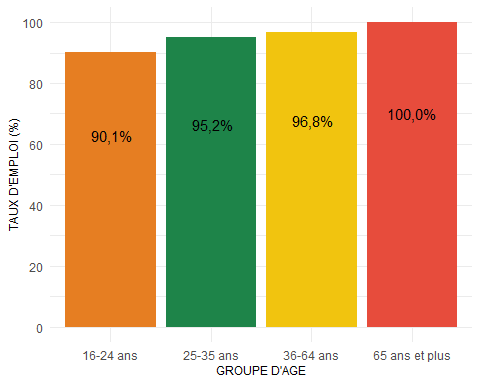 TAUX D'EMPLOI (%)
100
80
60
40
20
0
90,1%
95,2%
96,8%
100,0%
16-24 ans
25-35 ans
36-64 ans
65 ans et plus
GROUPE D'AGE